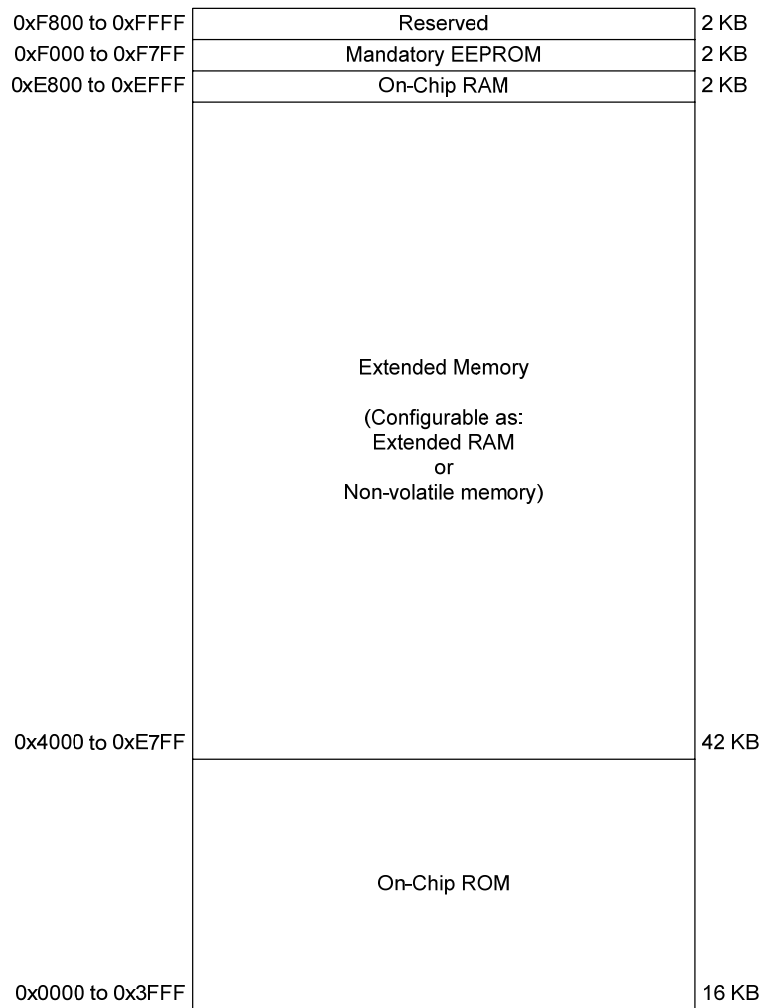 0xF800 to 0xFFFF Reserved 2 KB
0xF000 to 0xF7FF Mandatory EEPROM 2 KB
0xE800 to 0xEFFF On-Chip RAM 2 KB
Extended Memory
(Configurable as:
Extended RAM
or
Non-volatile memory)
0x4000 to 0xE7FF 42 KB
On-Chip ROM
0x0000 to 0x3FFF 16 KB